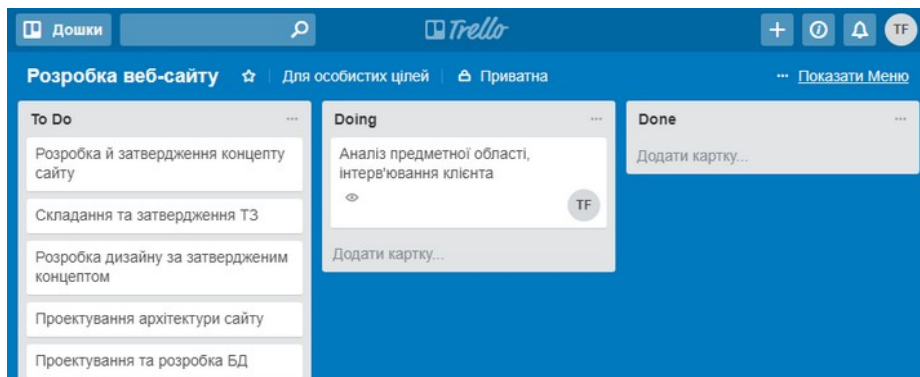 Дошки
Trello
TF
Розробка веб-сайту
Для особистих цілей
Приватна
... Показати Меню
To Do ...
Розробка й затвердження концепту
сайту
Складання та затвердження ТЗ
Розробка дизайну за затвердженим
концептом
Проектування архітектури сайту
Проектування та розробка БД
Doing ...
Аналіз предметної області,
інтерв'ювання клієнта
TF
Додати картку...
Done ...
Додати картку...